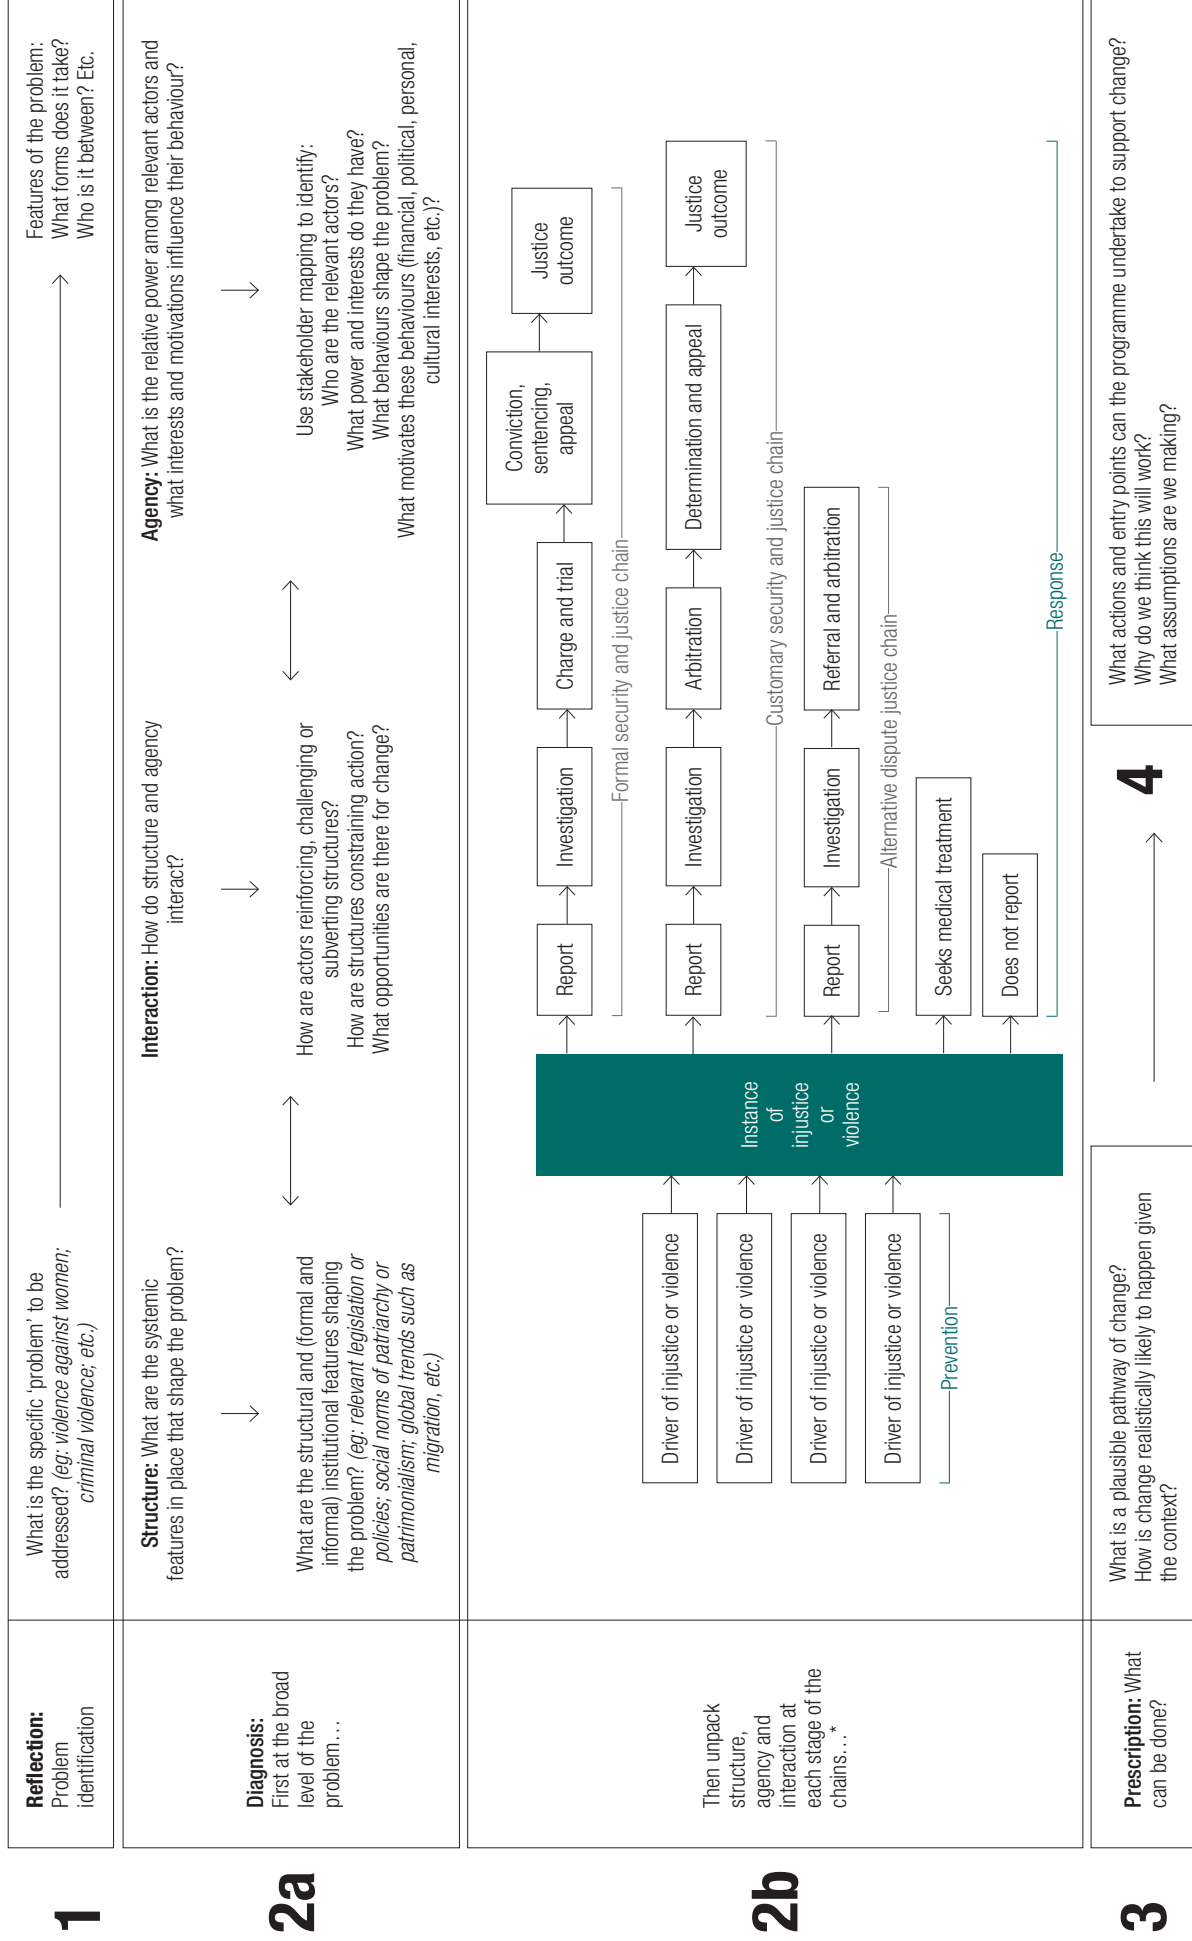 1
Reflection:
Problem
identification
What is the specific ‘problem’ to be
addressed? (eg: violence against women;
criminal violence; etc.)
Features of the problem:
What forms does it take?
Who is it between? Etc.
2a
Diagnosis:
First at the broad
level of the
problem…
Structure: What are the systemic
features in place that shape the problem?
Interaction: How do structure and agency
interact?
Agency: What is the relative power among relevant actors and
what interests and motivations influence their behaviour?
What are the structural and (formal and
informal) institutional features shaping
the problem? (eg: relevant legislation or
policies; social norms of patriarchy or
patrimonialism; global trends such as
migration, etc.)
How are actors reinforcing, challenging or
subverting structures?
How are structures constraining action?
What opportunities are there for change?
Use stakeholder mapping to identify:
Who are the relevant actors?
What power and interests do they have?
What behaviours shape the problem?
What motivates these behaviours (financial, political, personal,
cultural interests, etc.)?
2b
Then unpack
structure,
agency and
interaction at
each stage of the
chains…*
Driver of injustice or violence
Driver of injustice or violence
Driver of injustice or violence
Driver of injustice or violence
Prevention
Instance
of
injustice
or
violence
Report
Investigation
Charge and trial
Conviction,
sentencing,
appeal
Justice
outcome
Formal security and justice chain
Report
Investigation
Arbitration
Determination and appeal
Justice
outcome
Customary security and justice chain
Report
Investigation
Referral and arbitration
Alternative dispute justice chain
Seeks medical treatment
Does not report
Response
3
Prescription: What
can be done?
What is a plausible pathway of change?
How is change realistically likely to happen given
the context?
4
What actions and entry points can the programme undertake to support change?
Why do we think this will work?
What assumptions are we making?